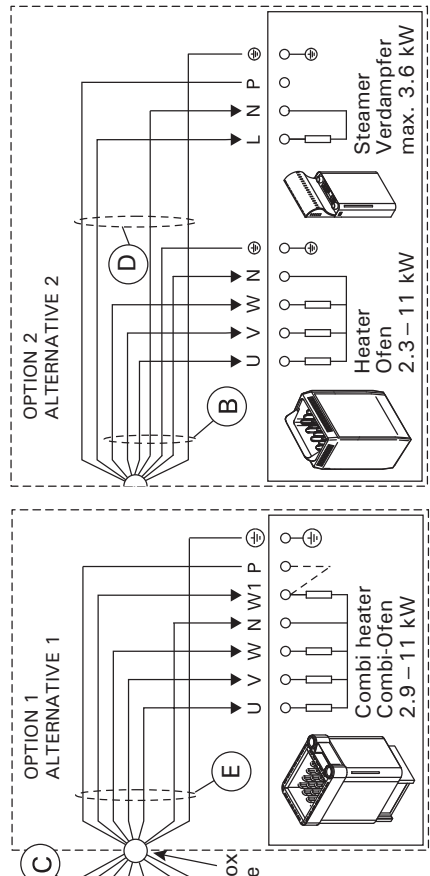 OPTION 2
ALTERNATIVE 2
D
B
U
V
W
N
L
N
P
Heater
Ofen
2.3 – 11 kW
Steamer
Verdampfer
max. 3.6 kW
OPTION 1
ALTERNATIVE 1
C
E
U
V
W
N
W1
P
Combi heater
Combi-Ofen
2.9 – 11 kW